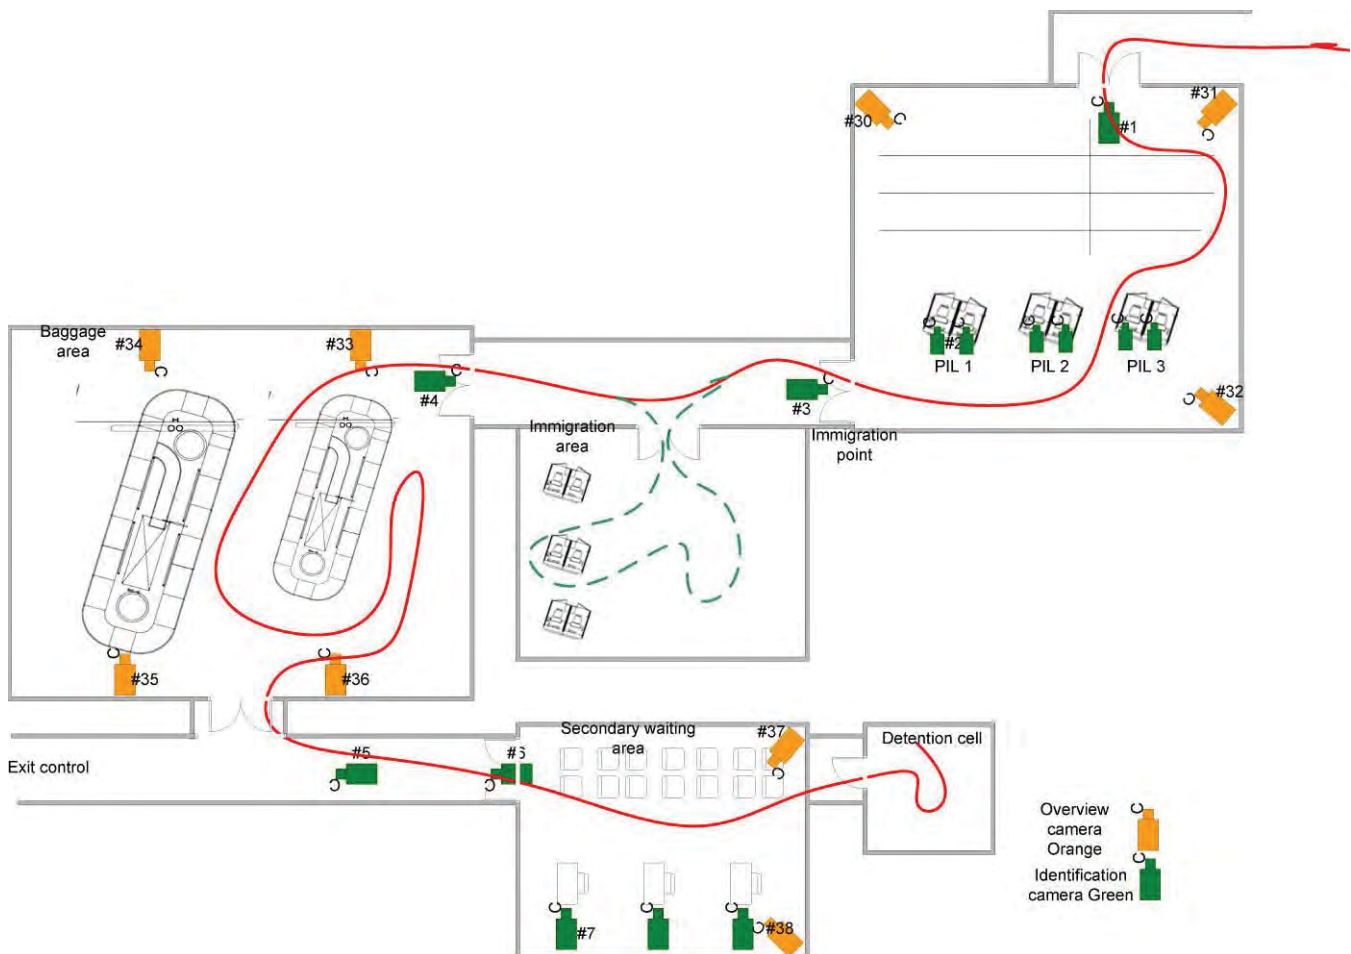 #31
#30
#1
#2
PIL 1
PIL 2
PIL 3
#32
Baggage
area
#34
#33
#4
#3
Immigration
area
Immigration
point
#35
#36
Secondary waiting
area
#37
Detention cell
Exit control
#5
#6
#7
#38
Overview
camera
Orange
Identification
camera Green